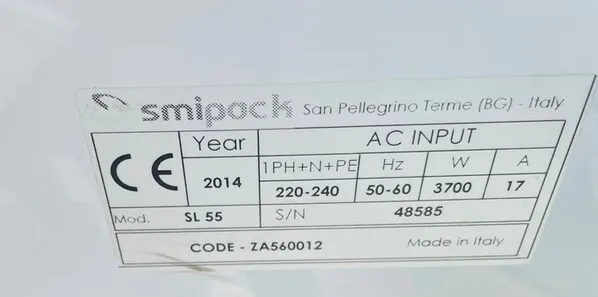 smipack San Pellegrino Terme (BG) - Italy
CE Year AC INPUT
1PH+N+PE Hz W A
2014 220-240 50-60 3700 17
Mod. SL 55 S/N 48585
CODE - ZA560012 Made in Italy